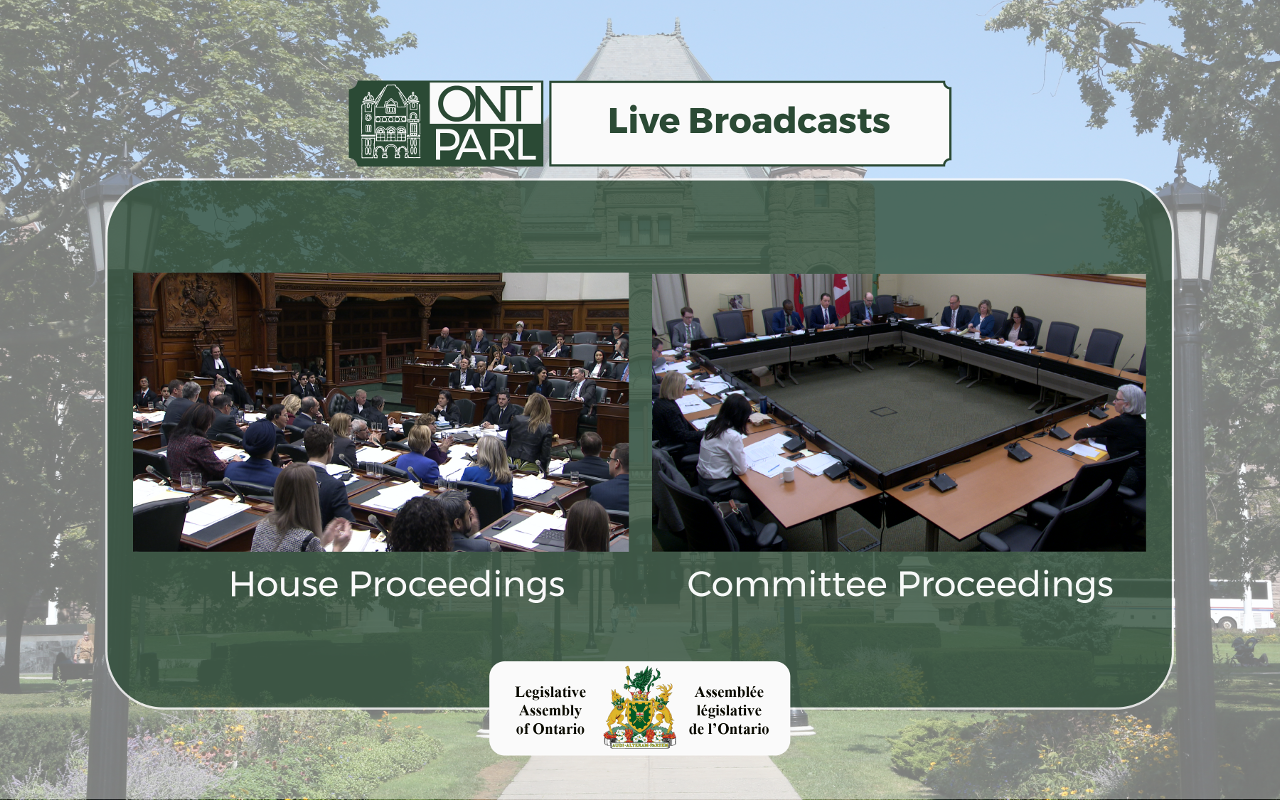 ONT
PARL
Live Broadcasts
House Proceedings
Committee Proceedings
Legislative
Assembly
of Ontario
Assemblée
législative
de l'Ontario
AUDI·ALTERAM·PARTEM